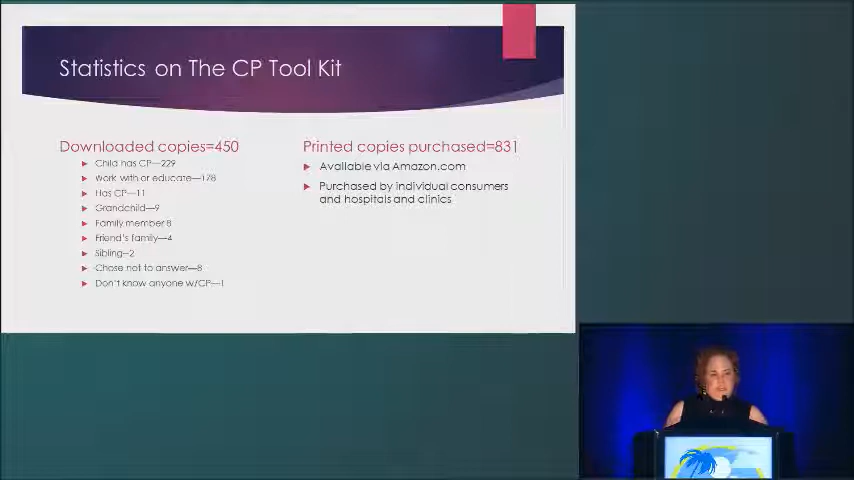 Statistics on The CP Tool Kit
Downloaded copies=450
Child has CP—229
Work with or educate—178
Has CP—11
Grandchild—9
Family member 8
Friend's family—4
Sibling—2
Chose not to answer—8
Don't know anyone w/CP—1
Printed copies purchased=831
Available via Amazon.com
Purchased by individual consumers
and hospitals and clinics